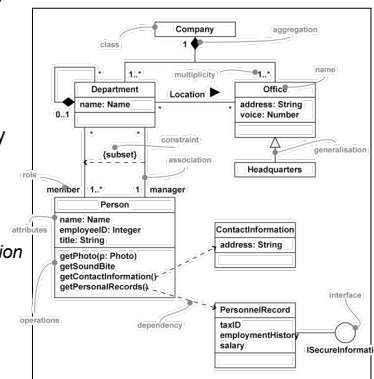 Company
aggregation
class
1
1..*
multiplicity
1..*
name
Department
name: Name
Location
Office
address: String
voice: Number
*
0..1
*
*
*
*
constraint
{subset}
association
generalisation
Headquarters
role
member
1..*
1
manager
Person
name: Name
employeeID: Integer
title: String
attributes
getPhoto(p: Photo)
getSoundBite
getContactInformation()
getPersonalRecords()
operations
ContactInformation
address: String
dependency
PersonnelRecord
taxID
employmentHistory
salary
interface
ISecureInformati
y
ion